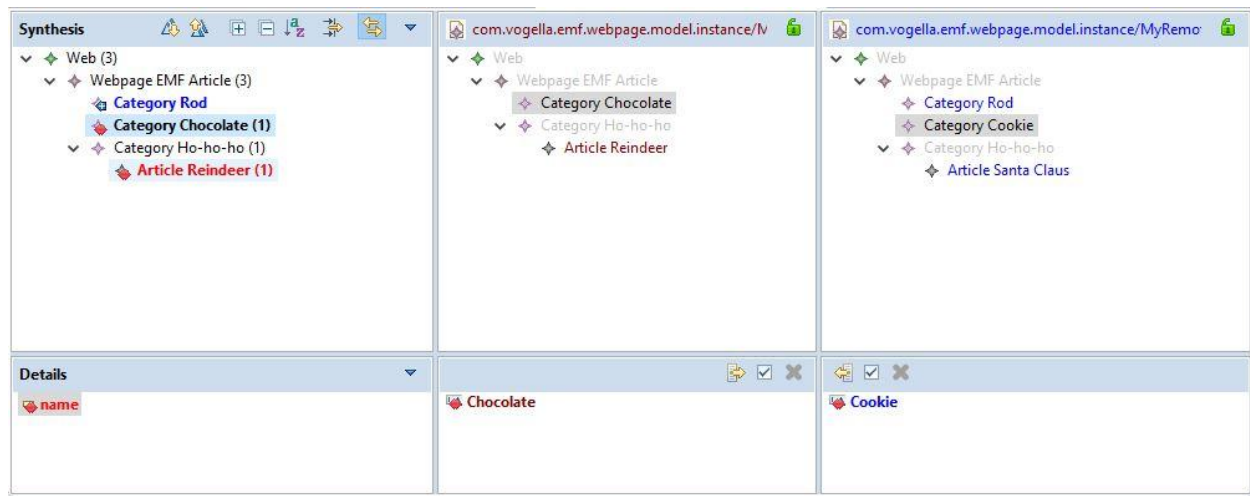 Synthesis
Web (3)
Webpage EMF Article (3)
Category Rod
Category Chocolate (1)
Category Ho-ho-ho (1)
Article Reindeer (1)
com.vogella.emf.webpage.model.instance/M
Web
Webpage EMF Article
Category Chocolate
Category Ho-ho-ho
Article Reindeer
com.vogella.emf.webpage.model.instance/MyRemo
Web
Webpage EMF Article
Category Rod
Category Cookie
Category Ho-ho-ho
Article Santa Claus
Details
name
Chocolate
Cookie